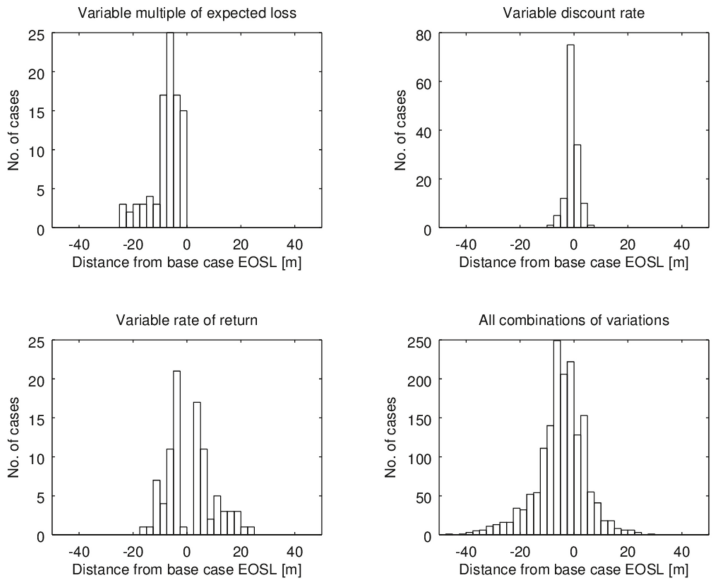 Variable multiple of expected loss
25
20
15
10
5
0
No. of cases
-40 -20 0 20 40
Distance from base case EOSL [m]
Variable discount rate
80
60
40
20
0
No. of cases
-40 -20 0 20 40
Distance from base case EOSL [m]
Variable rate of return
25
20
15
10
5
0
No. of cases
-40 -20 0 20 40
Distance from base case EOSL [m]
All combinations of variations
250
200
150
100
50
0
No. of cases
-40 -20 0 20 40
Distance from base case EOSL [m]